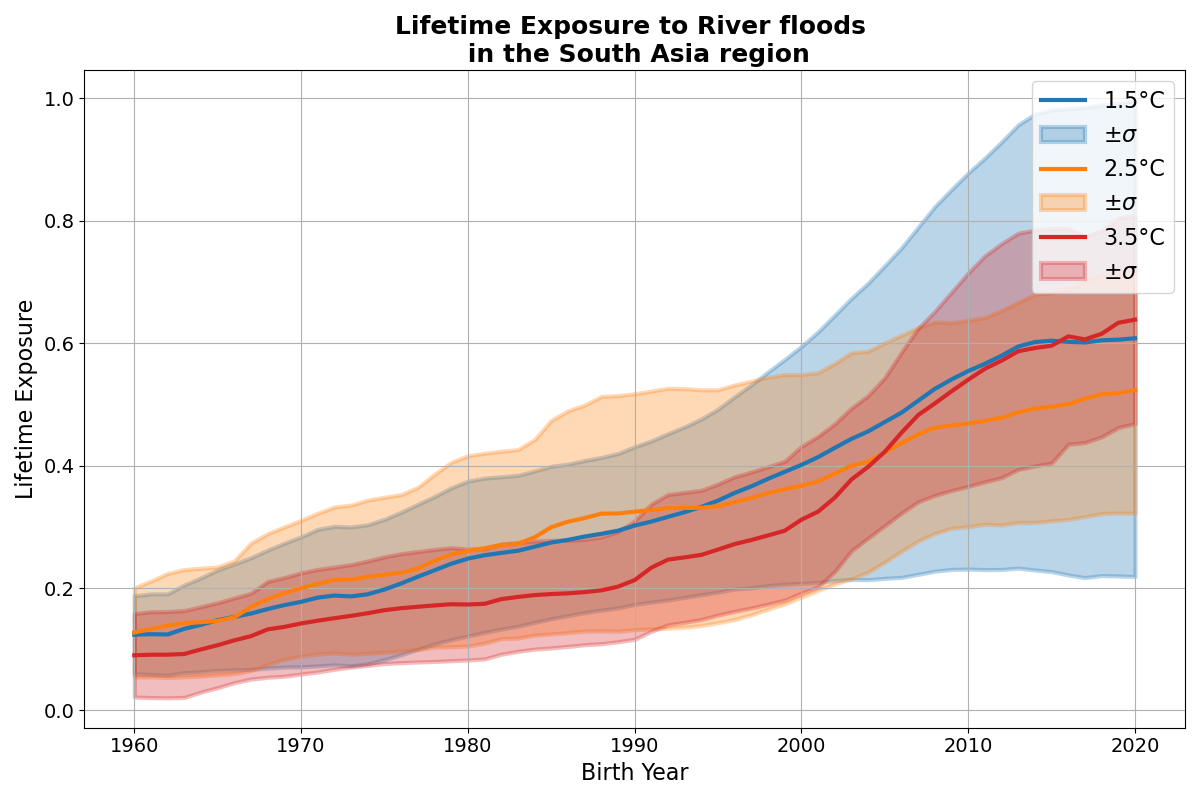 Lifetime Exposure to River floods
in the South Asia region
1.0
0.8
0.6
0.4
0.2
0.0
Lifetime Exposure
1960
1970
1980
1990
2000
2010
2020
Birth Year
1.5°C
±σ
2.5°C
±σ
3.5°C
±σ